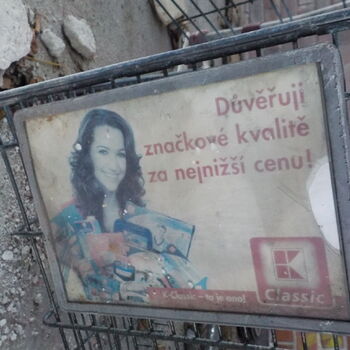 Důvěřuji
značkové kvalitě
za nejnižší cenu!
K-Classic – to je ono!
K
Classic